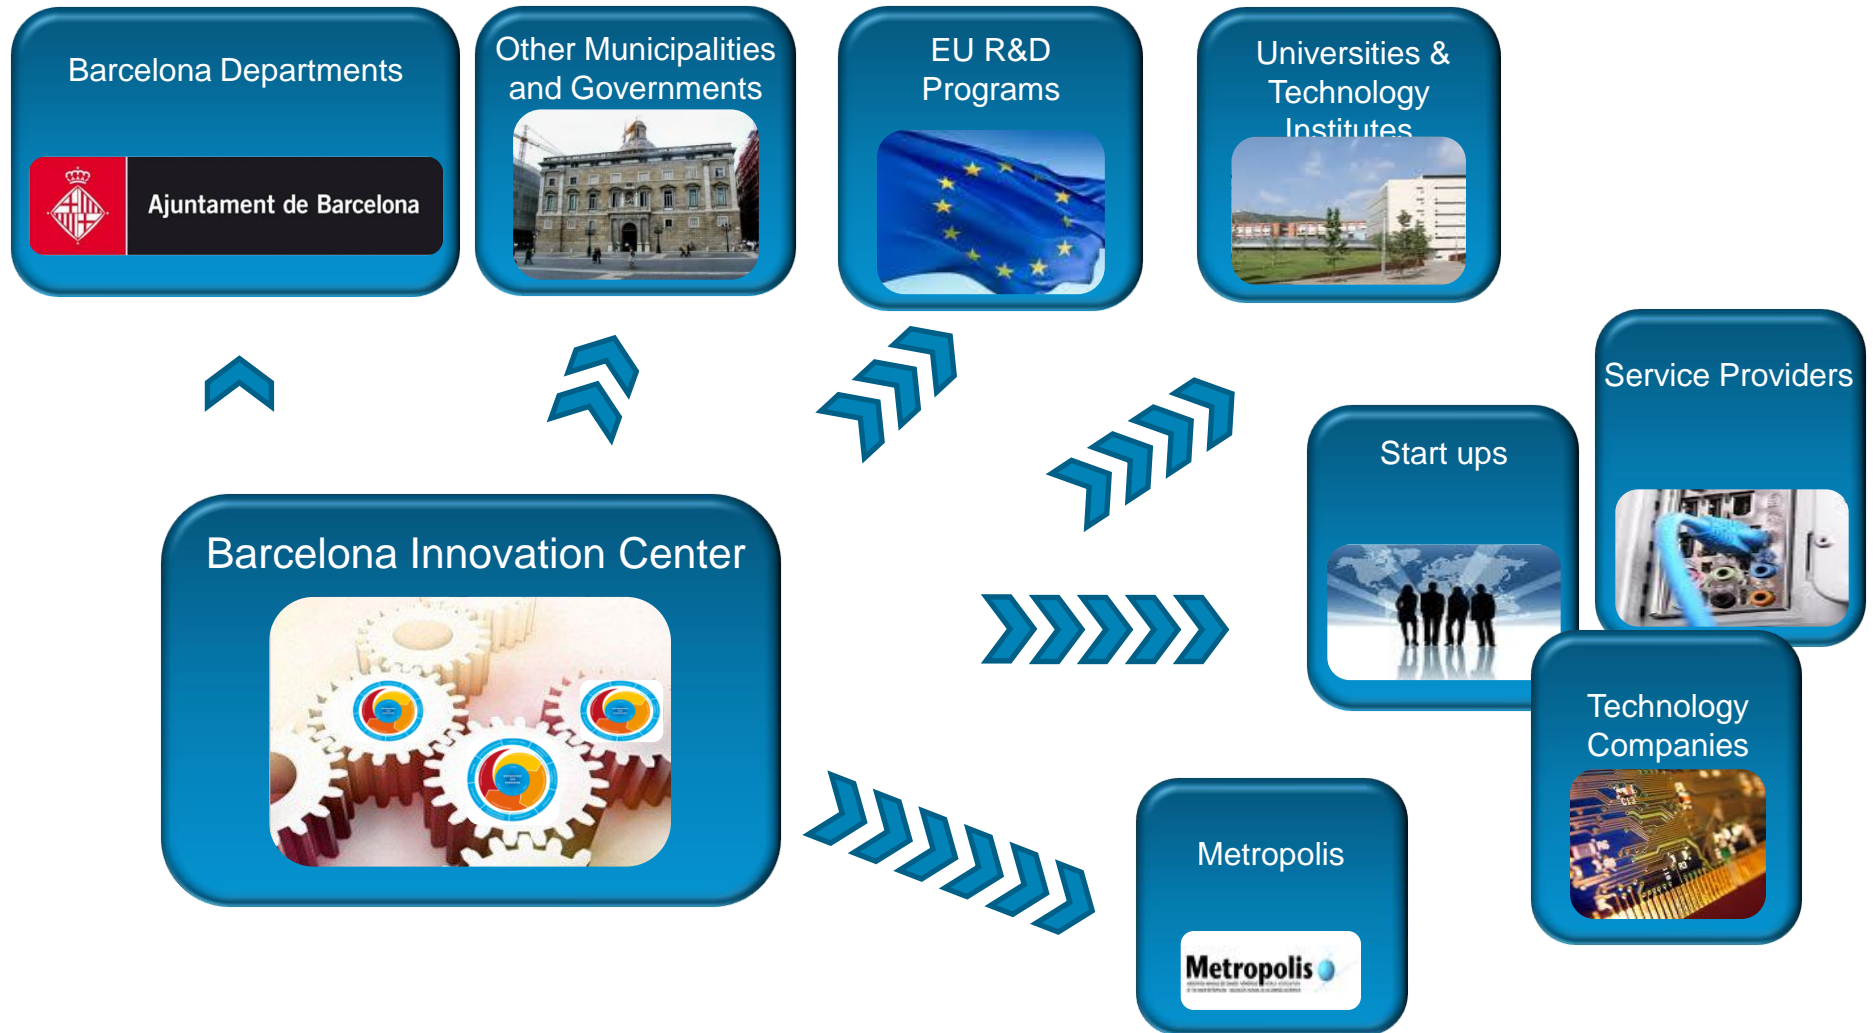 Barcelona Departments
Ajuntament de Barcelona
Other Municipalities
and Governments
EU R&D
Programs
Universities &
Technology
Institutes
Service Providers
Start ups
Barcelona Innovation Center
Technology
Companies
Metropolis
Metropolis